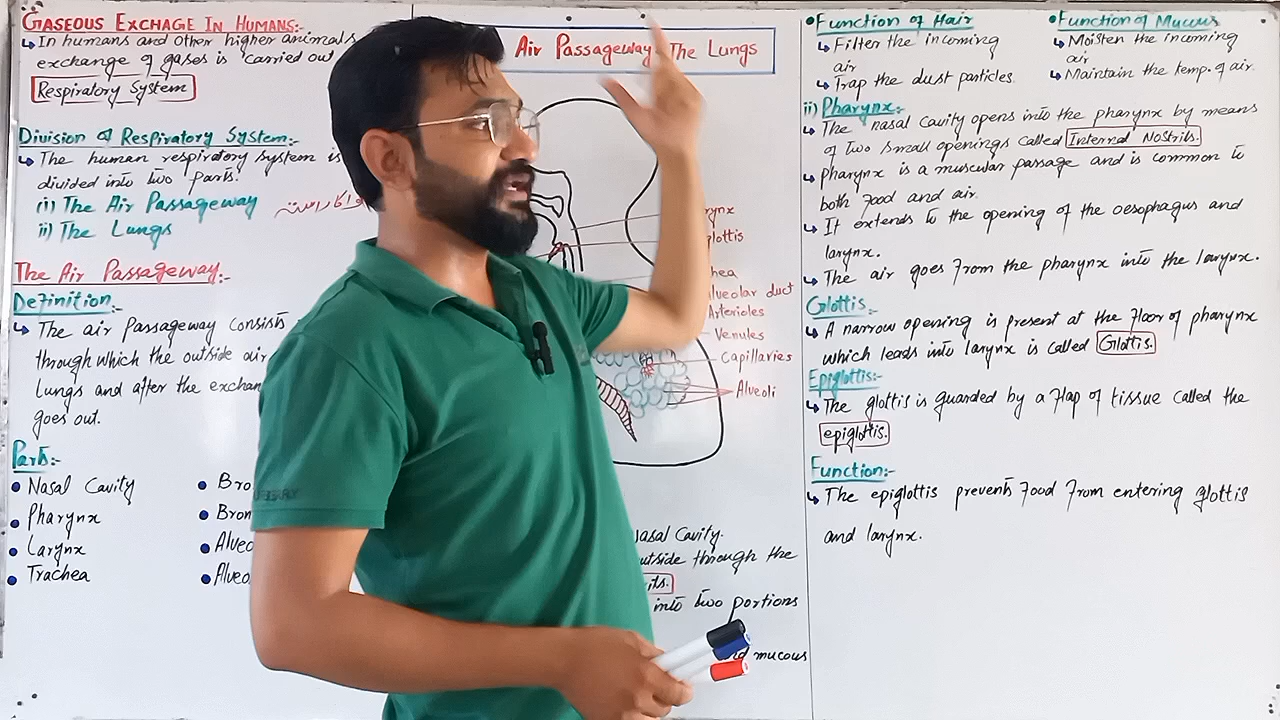 GASEOUS EXCHAGE IN HUMANS:-
↳ In humans and other higher animals
exchange of gases is carried out
Respiratory System
Division of Respiratory System:-
↳ The human respiratory system is
divided into two parts.
(i) The Air Passageway
ii) The Lungs
The Air Passageway:-
Definition:-
↳ The air passageway consists
through which the outside air
Lungs and after the exchan
goes out.
Parts:-
• Nasal Cavity
• Pharynx
• Larynx
• Trachea
• Bro
• Bron
• Alveo
• Alveo
Air Passageway The Lungs
rynx
glottis
hea
lveolar duct
Arterioles
Venules
Capillaries
Alveoli
Nasal Cavity.
outside through the
into two portions
mucous
• Function of Hair
↳ Filter the incoming
air
↳ Trap the dust particles.
• Function of Mucus
↳ Moisten the incoming
air
↳ Maintain the temp. of air.
ii) Pharynx:-
↳ The nasal cavity opens into the pharynx by means
of two small openings called Internal Nostrils.
↳ pharynx is a muscular passage and is common to
both food and air.
↳ It extends to the opening of the oesophagus and
larynx.
↳ The air goes from the pharynx into the larynx.
Glottis:-
↳ A narrow opening is present at the floor of pharynx
which leads into larynx is called Glottis.
Epiglottis:-
↳ The glottis is guarded by a flap of tissue called the
epiglottis.
Function:-
↳ The epiglottis prevents food from entering glottis
and larynx.